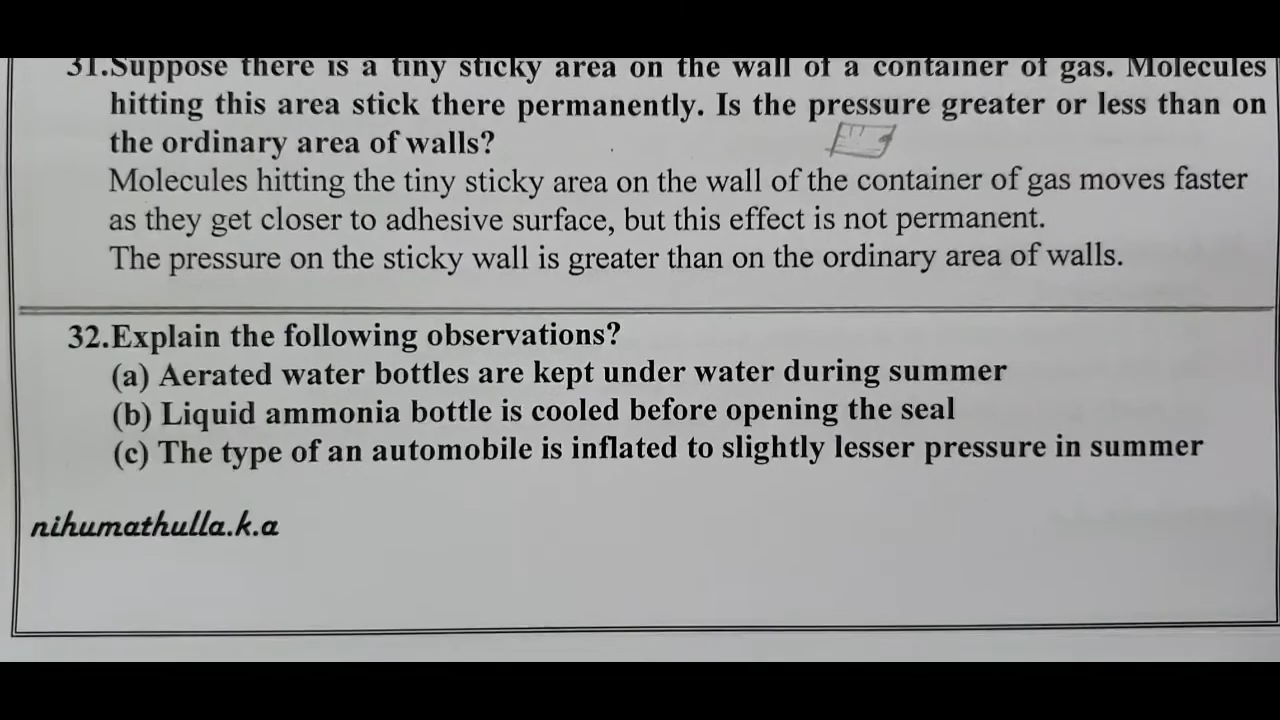 31.Suppose there is a tiny sticky area on the wall of a container of gas. Molecules
hitting this area stick there permanently. Is the pressure greater or less than on
the ordinary area of walls?
Molecules hitting the tiny sticky area on the wall of the container of gas moves faster
as they get closer to adhesive surface, but this effect is not permanent.
The pressure on the sticky wall is greater than on the ordinary area of walls.
32.Explain the following observations?
(a) Aerated water bottles are kept under water during summer
(b) Liquid ammonia bottle is cooled before opening the seal
(c) The type of an automobile is inflated to slightly lesser pressure in summer
nihumathulla.k.a